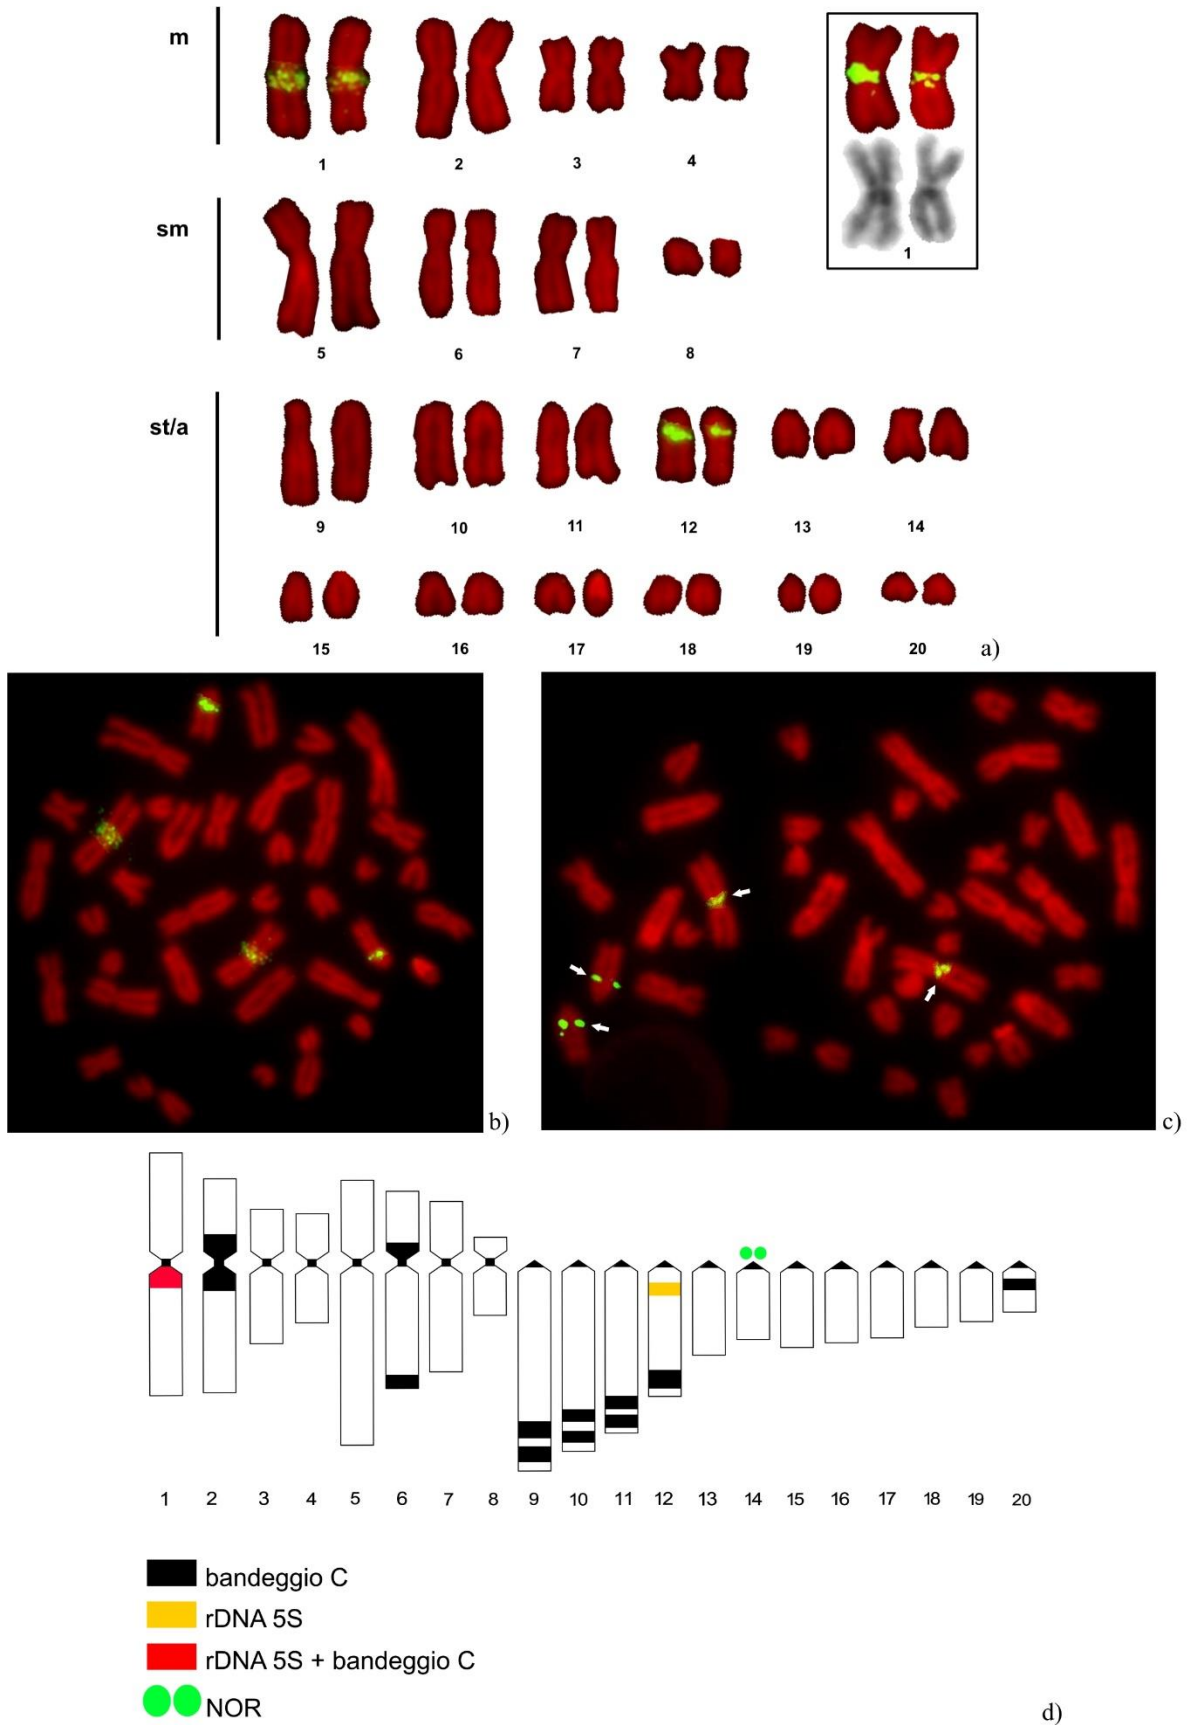 m
1 2 3 4
1
sm
5 6 7 8
st/a
9 10 11 12 13 14
15 16 17 18 19 20
a)
b)
c)
1 2 3 4 5 6 7 8 9 10 11 12 13 14 15 16 17 18 19 20
bandeggio C
rDNA 5S
rDNA 5S + bandeggio C
NOR
d)